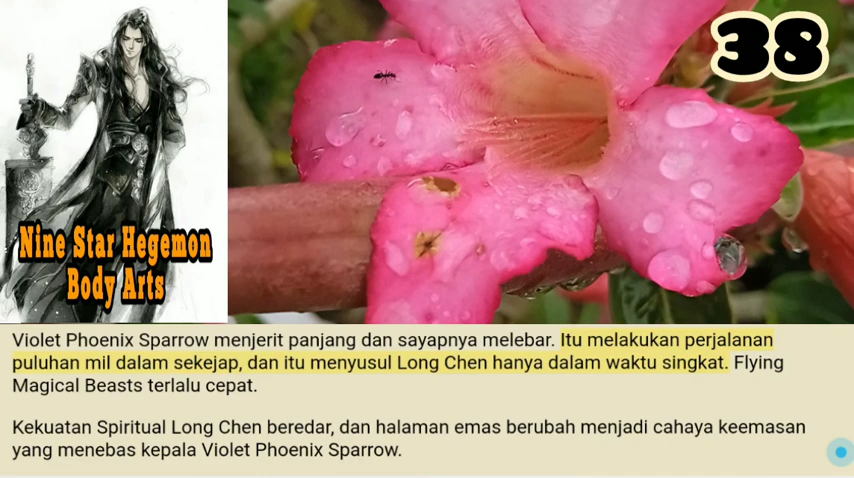 38
Nine Star Hegemon
Body Arts
Violet Phoenix Sparrow menjerit panjang dan sayapnya melebar. Itu melakukan perjalanan
puluhan mil dalam sekejap, dan itu menyusul Long Chen hanya dalam waktu singkat. Flying
Magical Beasts terlalu cepat.
Kekuatan Spiritual Long Chen beredar, dan halaman emas berubah menjadi cahaya keemasan
yang menebas kepala Violet Phoenix Sparrow.